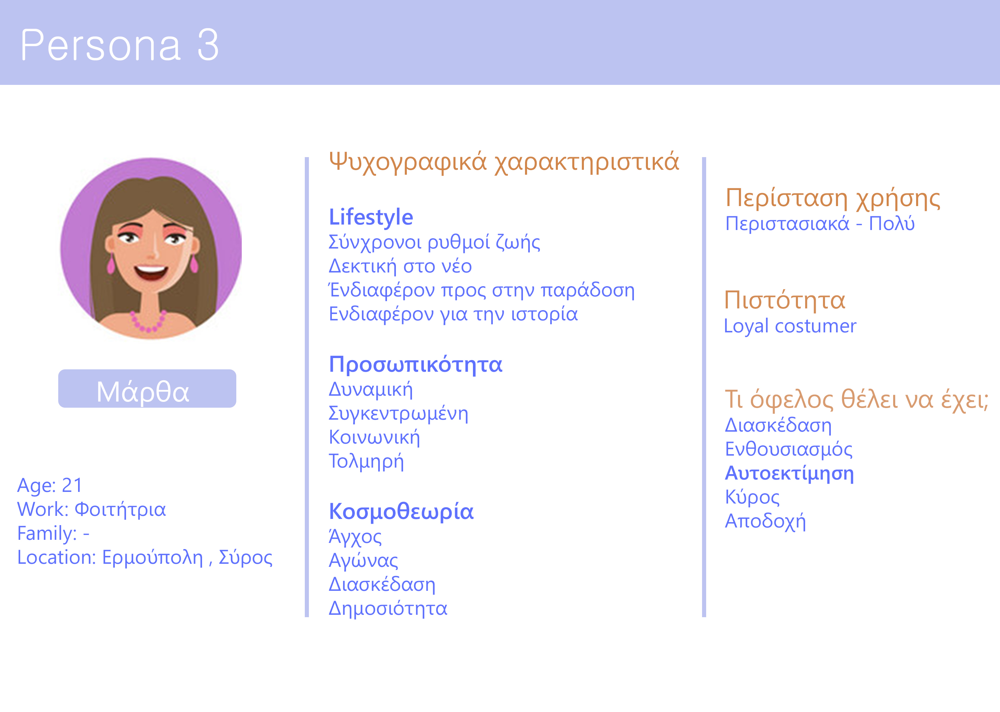 Persona 3
Μάρθα
Age: 21
Work: Φοιτήτρια
Family: -
Location: Ερμούπολη , Σύρος
Ψυχογραφικά χαρακτηριστικά
Lifestyle
Σύνχρονοι ρυθμοί ζωής
Δεκτική στο νέο
Ένδιαφέρον προς στην παράδοση
Ενδιαφέρον για την ιστορία
Προσωπικότητα
Δυναμική
Συγκεντρωμένη
Κοινωνική
Τολμηρή
Κοσμοθεωρία
Άγχος
Αγώνας
Διασκέδαση
Δημοσιότητα
Περίσταση χρήσης
Περιστασιακά - Πολύ
Πιστότητα
Loyal costumer
Τι όφελος θέλει να έχει;
Διασκέδαση
Ενθουσιασμός
Αυτοεκτίμηση
Κύρος
Αποδοχή